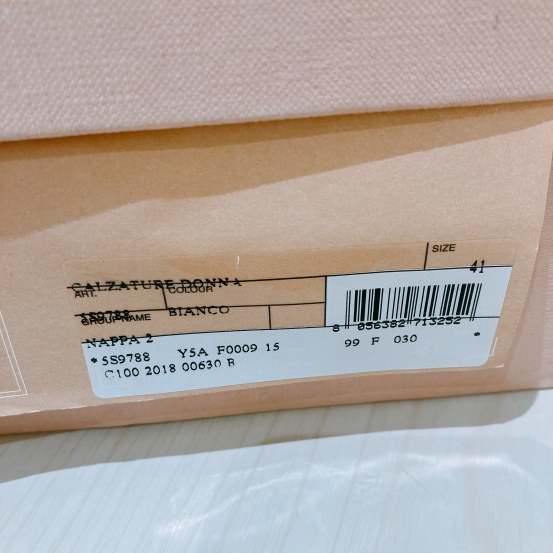 SIZE
41
CALZATURE DONNA
ART. COLOUR
5S9788 BIANCO
GROUP NAME
NAPPA 2
8 056382 713252
*5S9788 Y5A F0009 15 99 F 030 *
C100 2018 00630 B